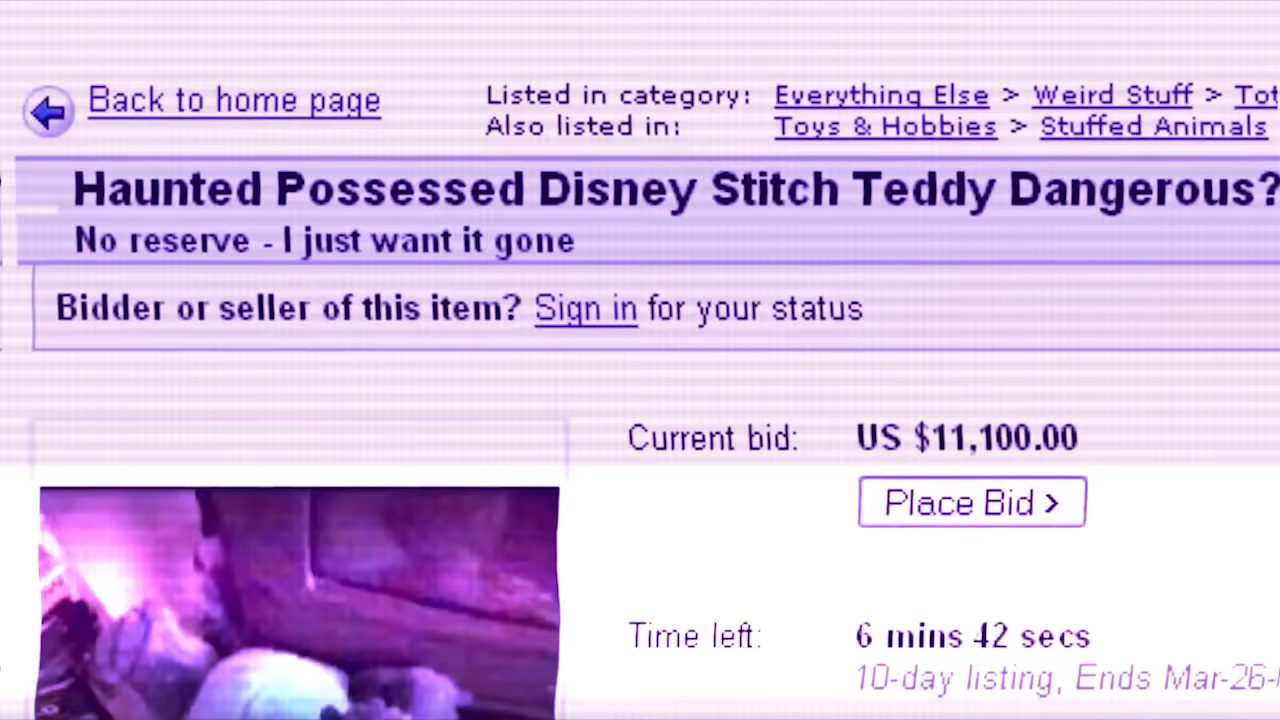 Back to home page
Listed in category: Everything Else > Weird Stuff >
Also listed in: Toys & Hobbies > Stuffed Animals
Haunted Possessed Disney Stitch Teddy Dangerous?
No reserve - I just want it gone
Bidder or seller of this item? Sign in for your status
Current bid: US $11,100.00
Place Bid >
Time left: 6 mins 42 secs
10-day listing, Ends Mar-26-